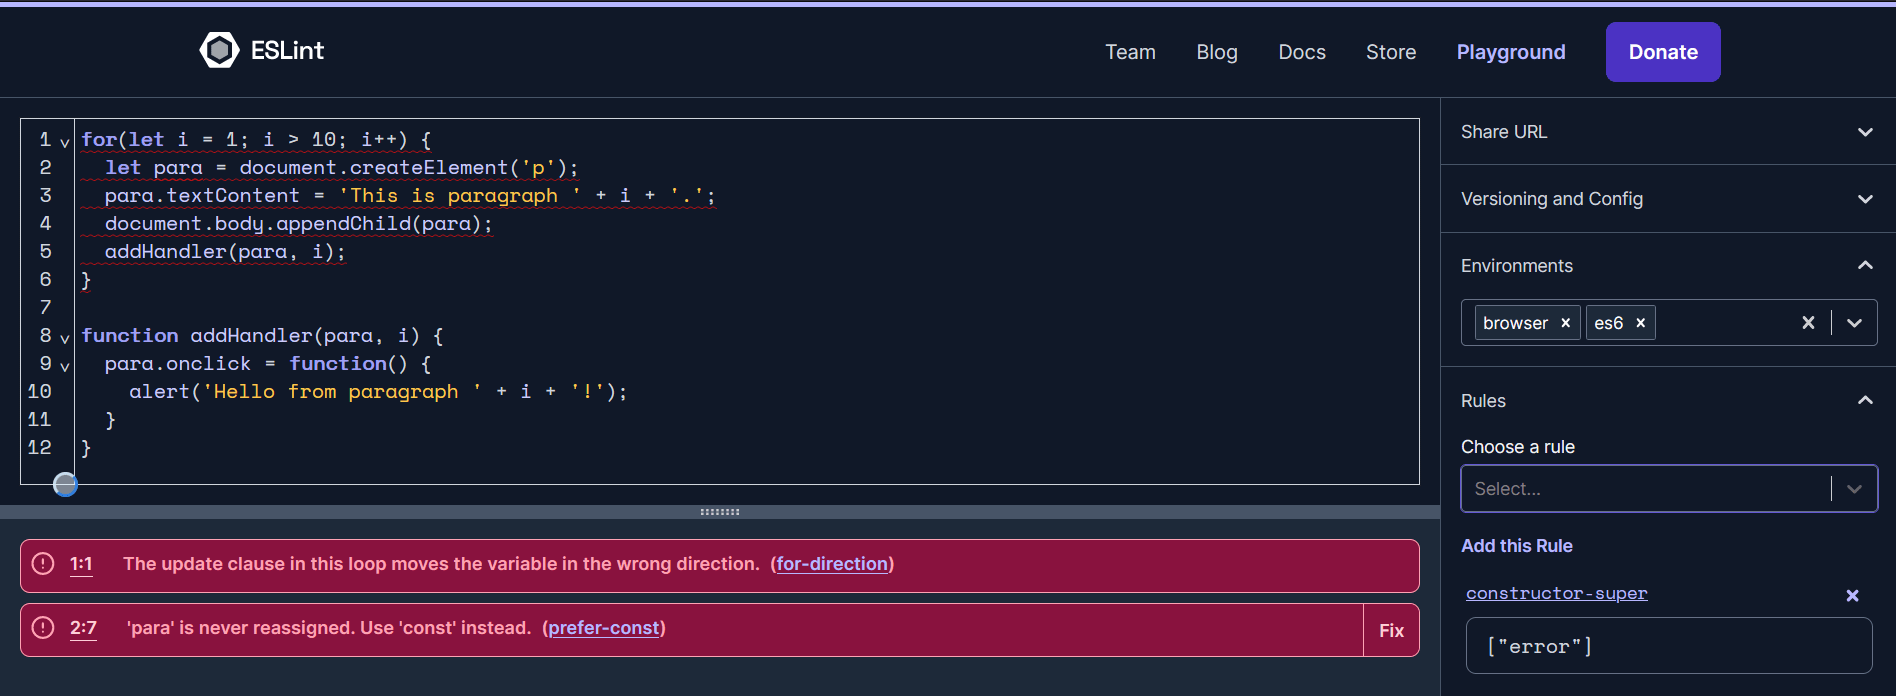 ESLint
Team Blog Docs Store Playground Donate
1 for(let i = 1; i > 10; i++) {
2   let para = document.createElement('p');
3   para.textContent = 'This is paragraph ' + i + '.';
4   document.body.appendChild(para);
5   addHandler(para, i);
6 }
7
8 function addHandler(para, i) {
9   para.onclick = function() {
10     alert('Hello from paragraph ' + i + '!');
11   }
12 }
1:1 The update clause in this loop moves the variable in the wrong direction. (for-direction)
2:7 'para' is never reassigned. Use 'const' instead. (prefer-const) Fix
Share URL
Versioning and Config
Environments
browser × es6 ×
Rules
Choose a rule
Select...
Add this Rule
constructor-super
["error"]